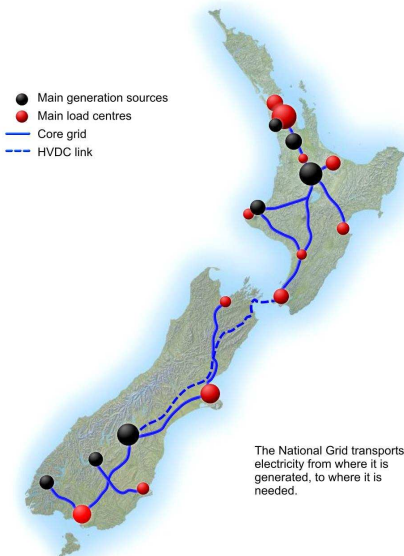 Main generation sources
Main load centres
Core grid
HVDC link
The National Grid transports
electricity from where it is
generated, to where it is
needed.